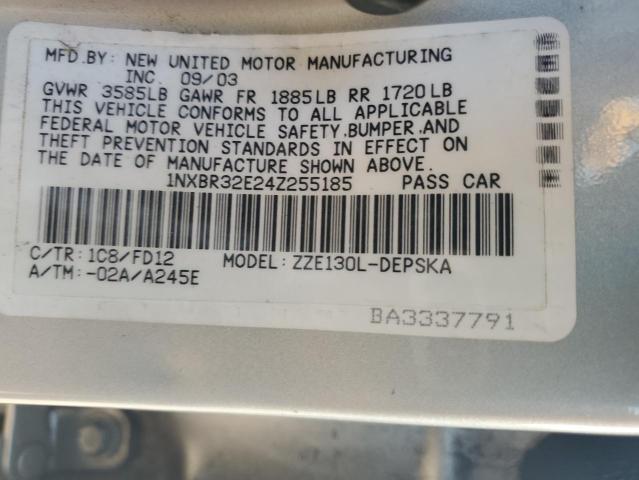 MFD.BY: NEW UNITED MOTOR MANUFACTURING
INC. 09/03
GVWR 3585LB GAWR FR 1885LB RR 1720LB
THIS VEHICLE CONFORMS TO ALL APPLICABLE
FEDERAL MOTOR VEHICLE SAFETY,BUMPER,AND
THEFT PREVENTION STANDARDS IN EFFECT ON
THE DATE OF MANUFACTURE SHOWN ABOVE.
1NXBR32E24Z255185 PASS CAR
C/TR:1C8/FD12 MODEL: ZZE130L-DEPSKA
A/TM:-02A/A245E
BA3337791